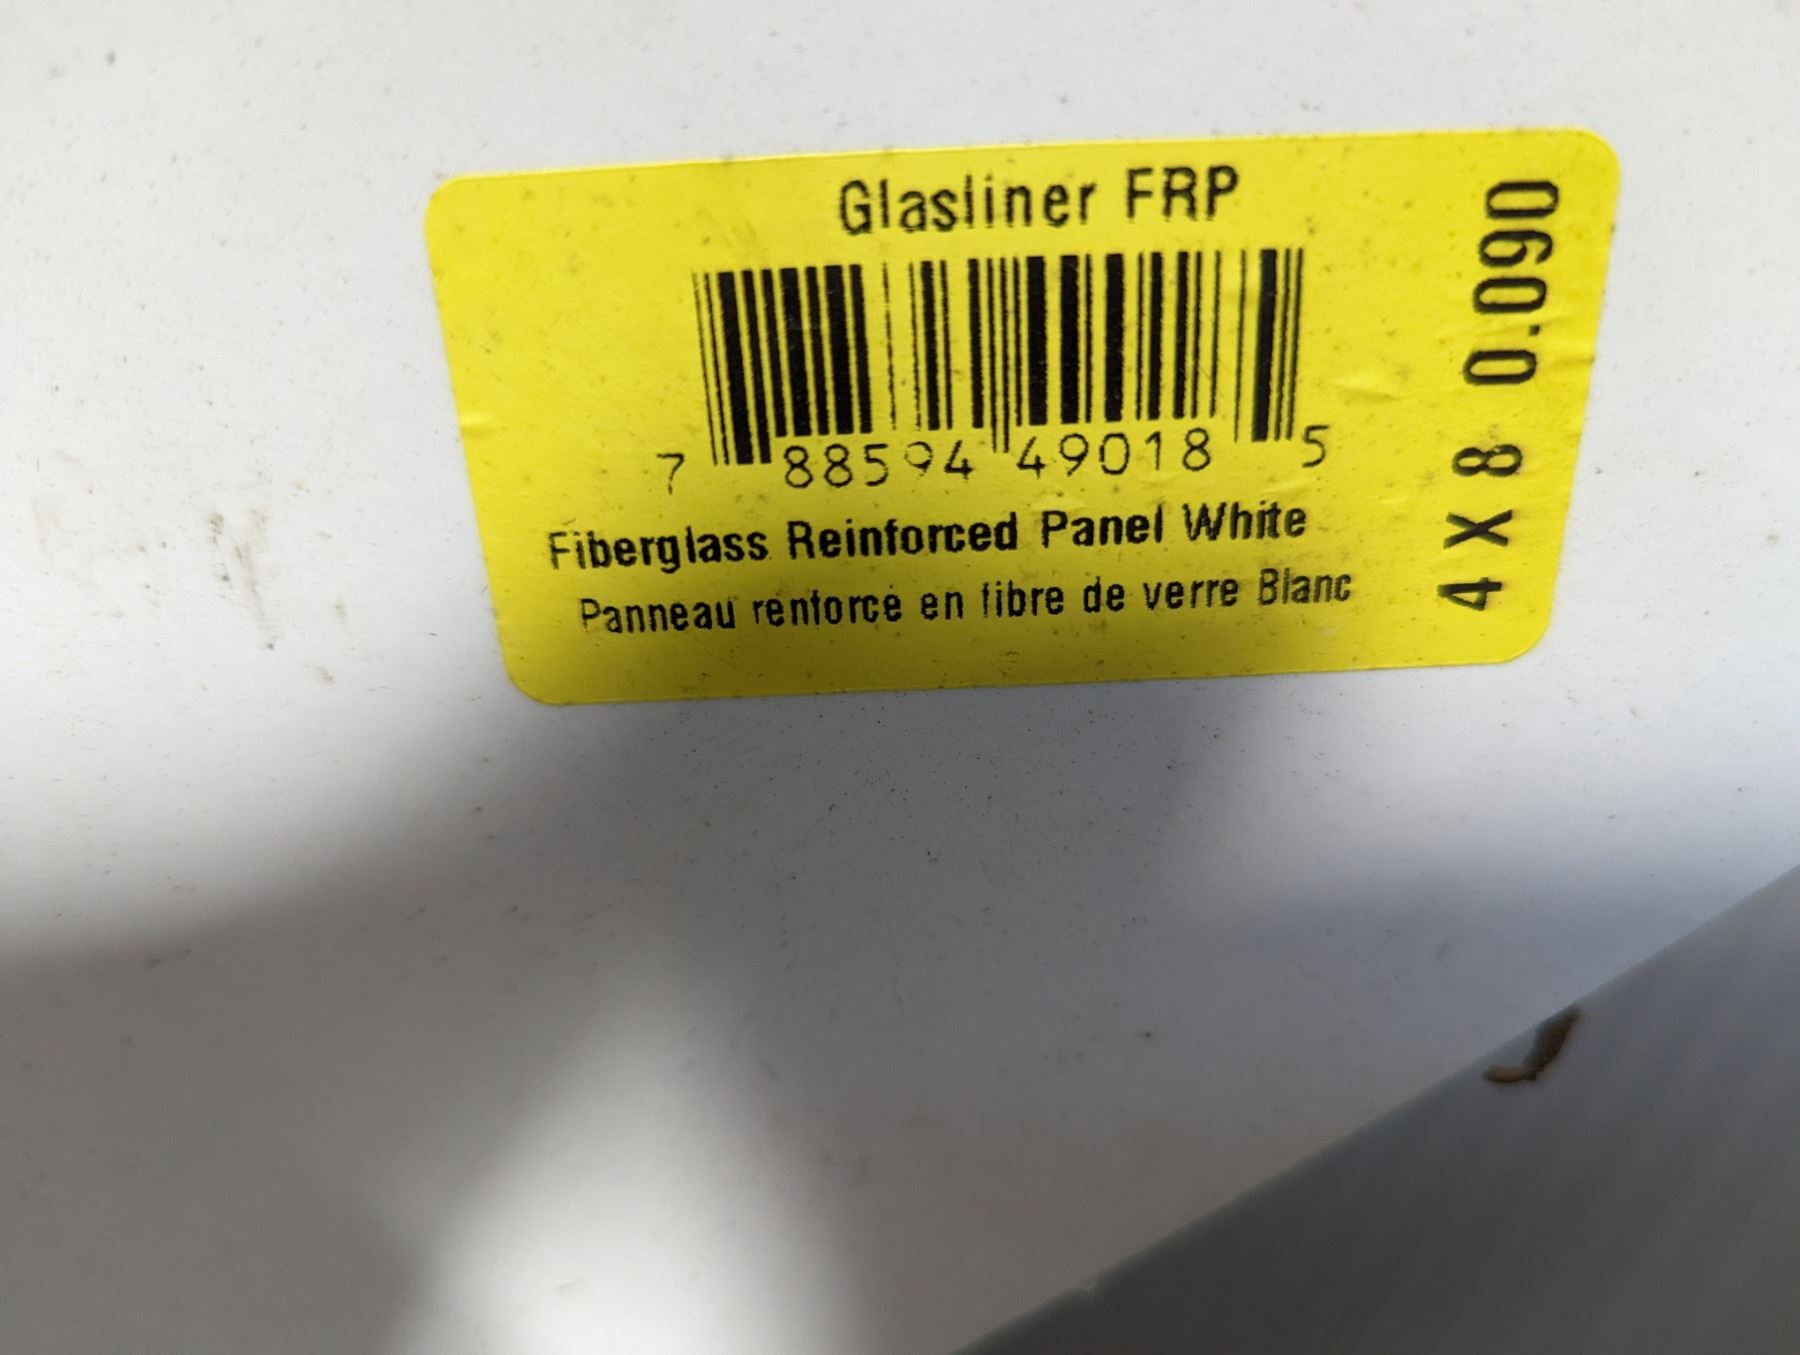 Glasliner FRP
7 88594 49018 5
Fiberglass Reinforced Panel White
Panneau renforcé en fibre de verre Blanc
4 X 8 0.090